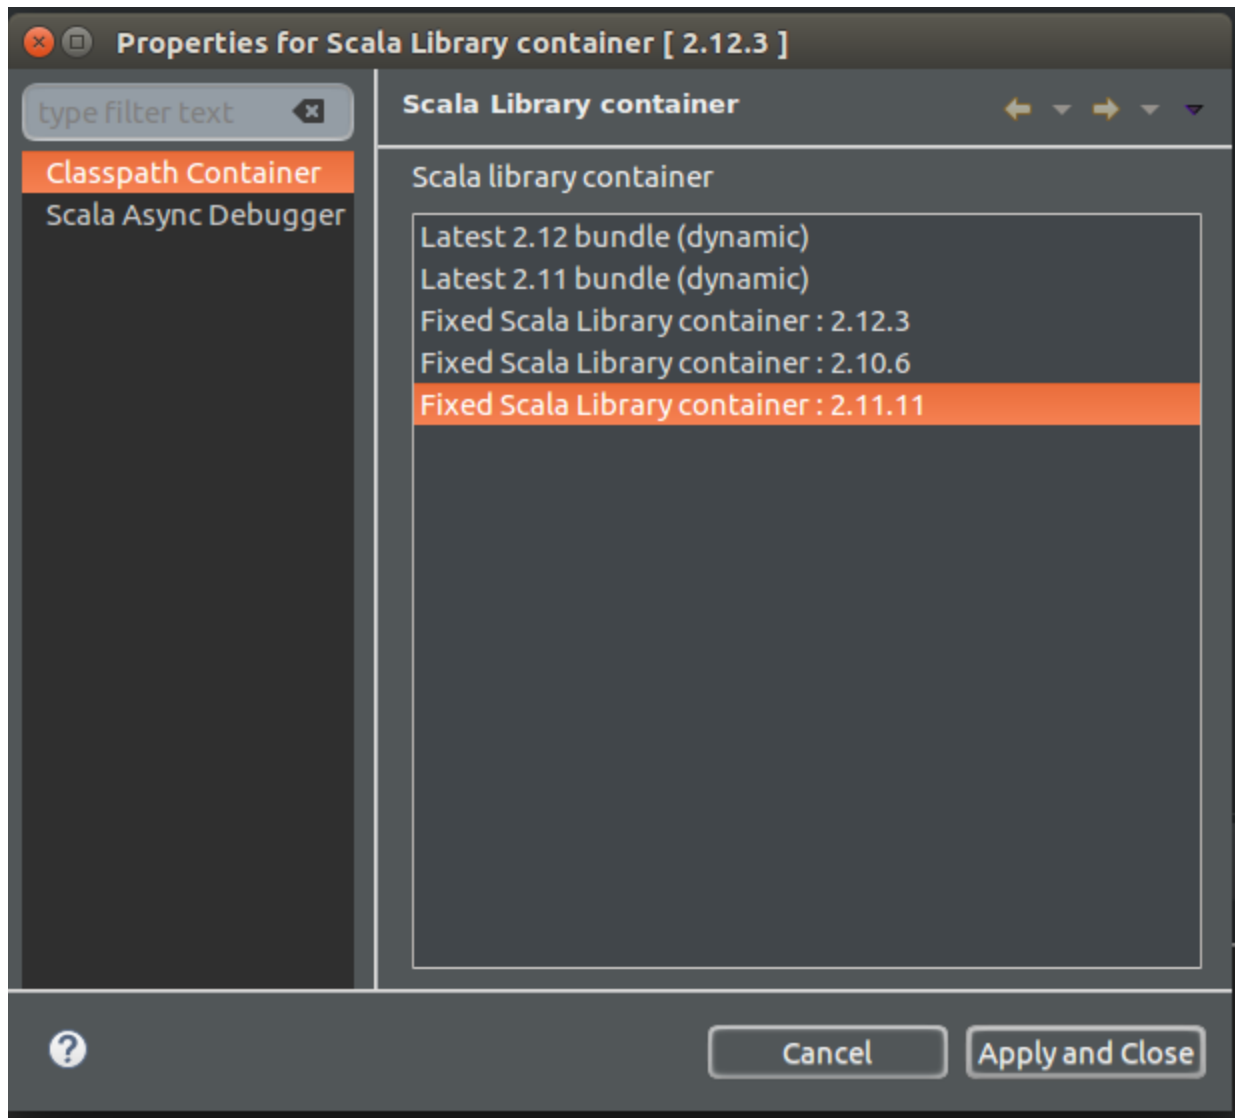 Properties for Scala Library container [ 2.12.3 ]
type filter text
Classpath Container
Scala Async Debugger
Scala Library container
Scala library container
Latest 2.12 bundle (dynamic)
Latest 2.11 bundle (dynamic)
Fixed Scala Library container : 2.12.3
Fixed Scala Library container : 2.10.6
Fixed Scala Library container : 2.11.11
?
Cancel
Apply and Close